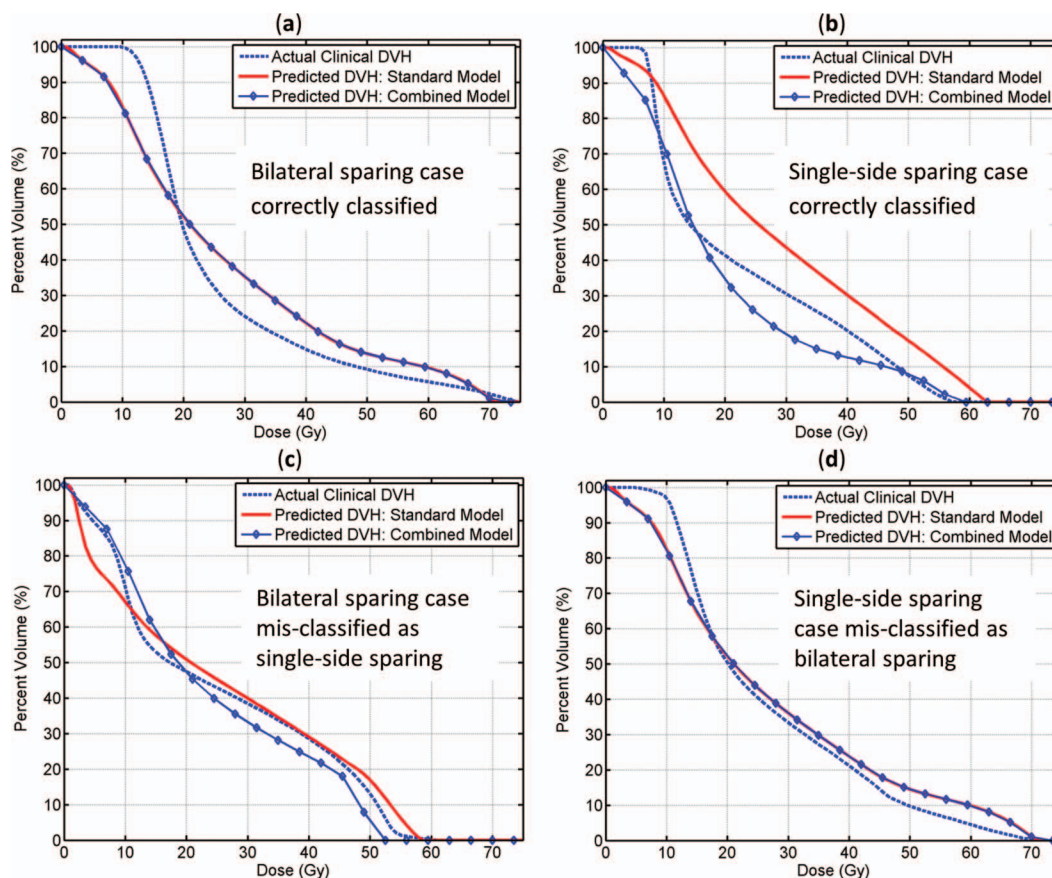 (a)
100
90
80
70
60
50
40
30
20
10
0
Percent Volume (%)
Actual Clinical DVH
Predicted DVH: Standard Model
Predicted DVH: Combined Model
Bilateral sparing case
correctly classified
0 10 20 30 40 50 60 70
Dose (Gy)
(b)
100
90
80
70
60
50
40
30
20
10
0
Percent Volume (%)
Actual Clinical DVH
Predicted DVH: Standard Model
Predicted DVH: Combined Model
Single-side sparing case
correctly classified
0 10 20 30 40 50 60 70
Dose (Gy)
(c)
100
90
80
70
60
50
40
30
20
10
0
Percent Volume (%)
Actual Clinical DVH
Predicted DVH: Standard Model
Predicted DVH: Combined Model
Bilateral sparing case
mis-classified as
single-side sparing
0 10 20 30 40 50 60 70
Dose (Gy)
(d)
100
90
80
70
60
50
40
30
20
10
0
Percent Volume (%)
Actual Clinical DVH
Predicted DVH: Standard Model
Predicted DVH: Combined Model
Single-side sparing
case mis-classified as
bilateral sparing
0 10 20 30 40 50 60 70
Dose (Gy)